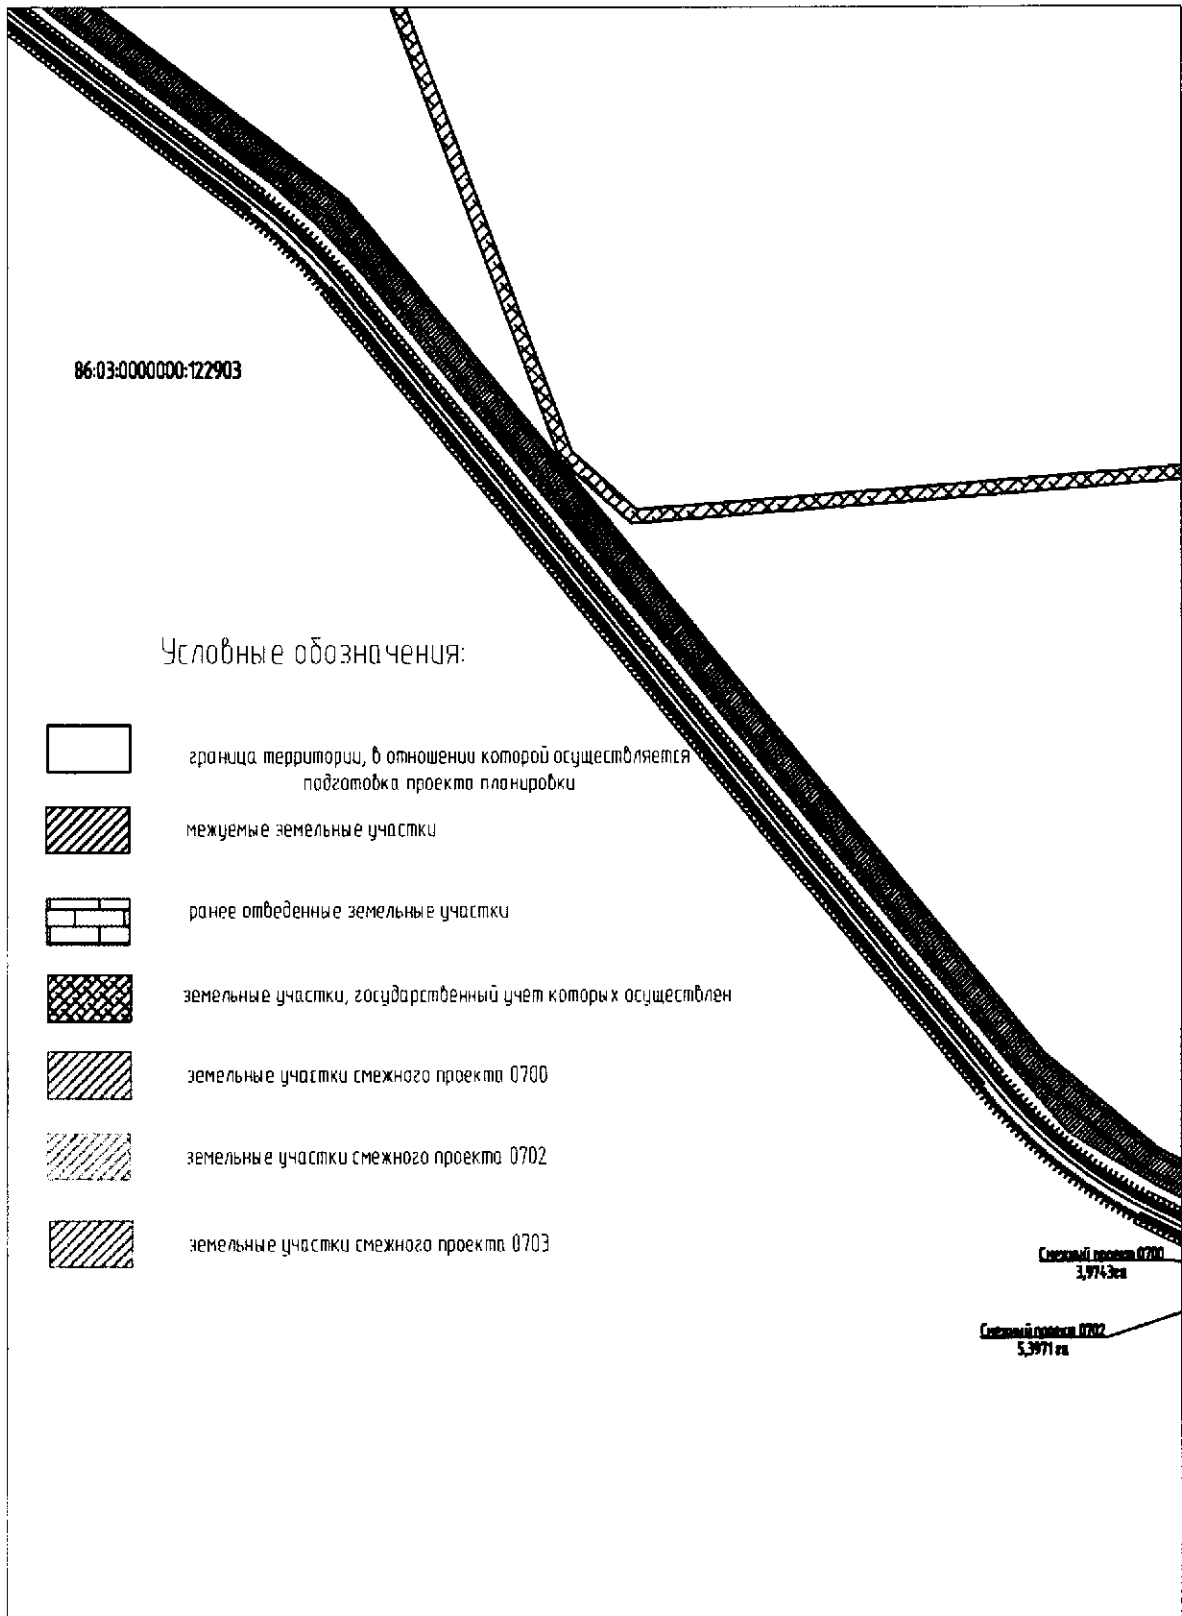 86:03:0000000:122903
Условные обозначения:
граница территории, в отношении которой осуществляется
подготовка проекта планировки
межуемые земельные участки
ранее отведенные земельные участки
земельные участки, государственный учет которых осуществлен
земельные участки смежного проекта 0700
земельные участки смежного проекта 0702
земельные участки смежного проекта 0703
Смежный проект 0700
3,9743га
Смежный проект 0702
5,3971 га